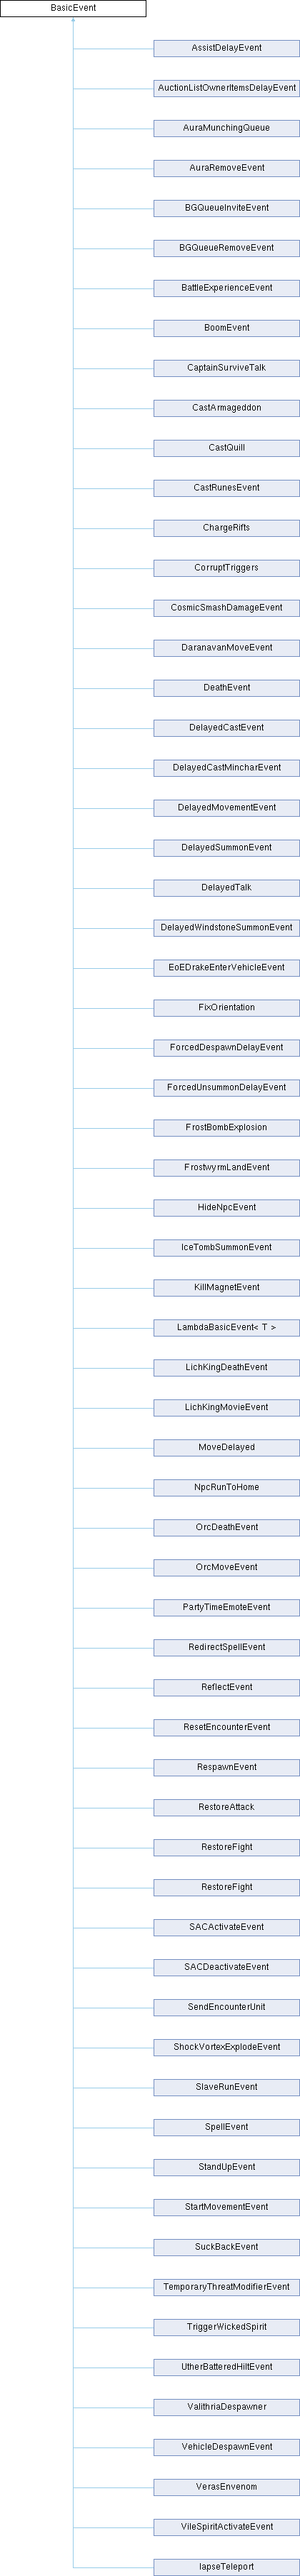 BasicEvent
AssistDelayEvent
AuctionListOwnerItemsDelayEvent
AuraMunchingQueue
AuraRemoveEvent
BGQueueInviteEvent
BGQueueRemoveEvent
BattleExperienceEvent
BoomEvent
CaptainSurviveTalk
CastArmageddon
CastQuill
CastRunesEvent
ChargeRifts
CorruptTriggers
CosmicSmashDamageEvent
DaranavanMoveEvent
DeathEvent
DelayedCastEvent
DelayedCastMincharEvent
DelayedMovementEvent
DelayedSummonEvent
DelayedTalk
DelayedWindstoneSummonEvent
EoEDrakeEnterVehicleEvent
FixOrientation
ForcedDespawnDelayEvent
ForcedUnsummonDelayEvent
FrostBombExplosion
FrostwyrmLandEvent
HideNpcEvent
IceTombSummonEvent
KillMagnetEvent
LambdaBasicEvent< T >
LichKingDeathEvent
LichKingMovieEvent
MoveDelayed
NpcRunToHome
OrcDeathEvent
OrcMoveEvent
PartyTimeEmoteEvent
RedirectSpellEvent
ReflectEvent
ResetEncounterEvent
RespawnEvent
RestoreAttack
RestoreFight
RestoreFight
SACActivateEvent
SACDeactivateEvent
SendEncounterUnit
ShockVortexExplodeEvent
SlaveRunEvent
SpellEvent
StandUpEvent
StartMovementEvent
SuckBackEvent
TemporaryThreatModifierEvent
TriggerWickedSpirit
UtherBatteredHiltEvent
ValithriaDespawner
VehicleDespawnEvent
VerasEnvenom
VileSpiritActivateEvent
lapseTeleport